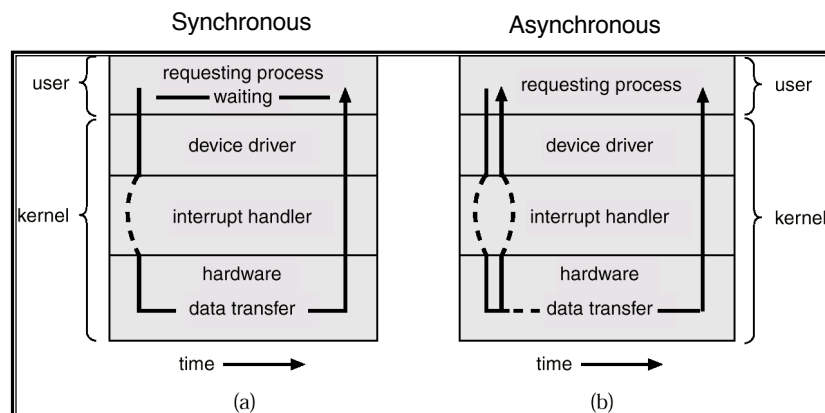 Synchronous
Asynchronous
user
requesting process
waiting
device driver
kernel
interrupt handler
hardware
data transfer
time
(a)
requesting process
user
device driver
interrupt handler
kernel
hardware
data transfer
time
(b)